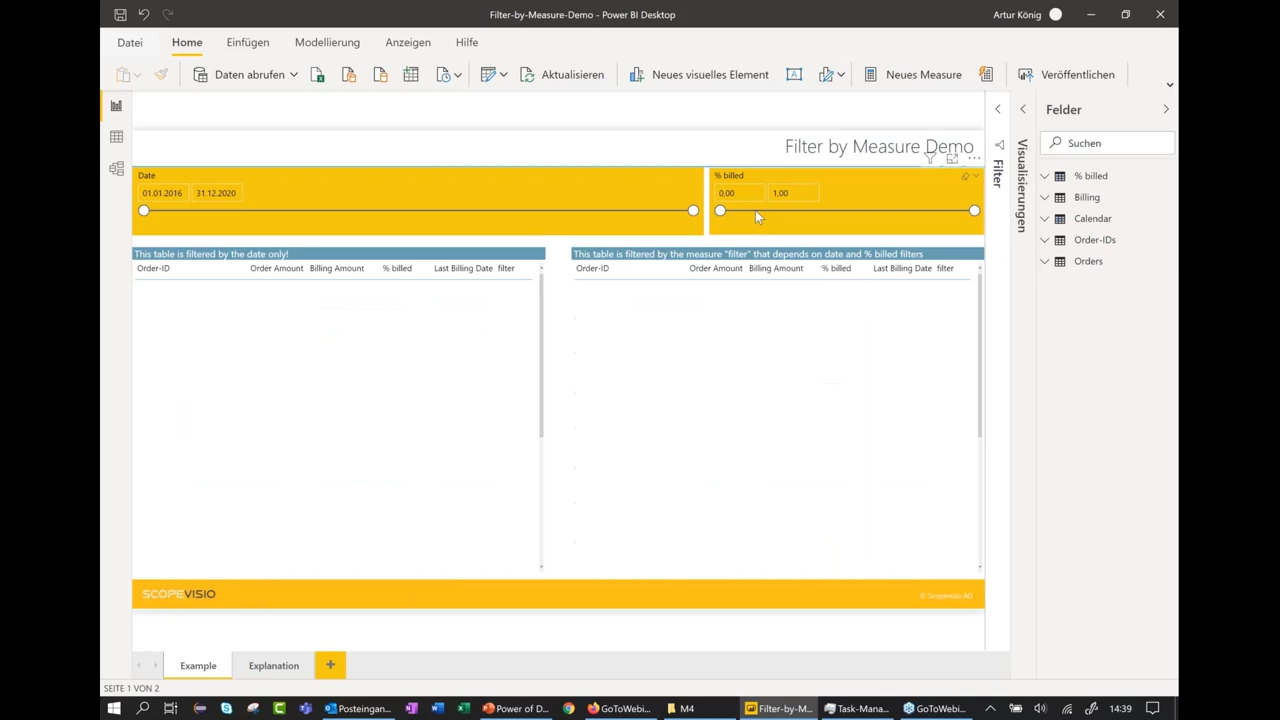 Filter-by-Measure-Demo - Power BI Desktop
Artur König
Datei
Home
Einfügen
Modellierung
Anzeigen
Hilfe
Daten abrufen
Aktualisieren
Neues visuelles Element
Neues Measure
Veröffentlichen
Filter by Measure Demo
Date
01.01.2016
31.12.2020
% billed
0,00
1,00
This table is filtered by the date only!
Order-ID
Order Amount
Billing Amount
% billed
Last Billing Date
filter
This table is filtered by the measure "filter" that depends on date and % billed filters
Order-ID
Order Amount
Billing Amount
% billed
Last Billing Date
filter
SCOPEVISIO
© Scopevisio AG
Filter
Visualisierungen
Felder
Suchen
% billed
Billing
Calendar
Order-IDs
Orders
Example
Explanation
SEITE 1 VON 2
Posteingan...
Power of D...
GoToWebi...
M4
Filter-by-M...
Task-Mana...
GoToWebi...
14:39